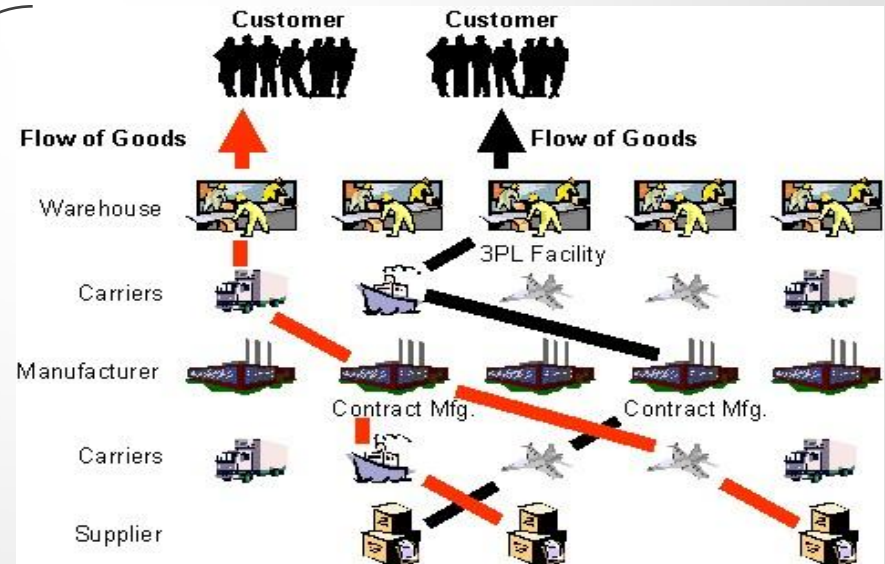 Customer
Customer
Flow of Goods
Flow of Goods
Warehouse
3PL Facility
Carriers
Manufacturer
Contract Mfg.
Contract Mfg.
Carriers
Supplier